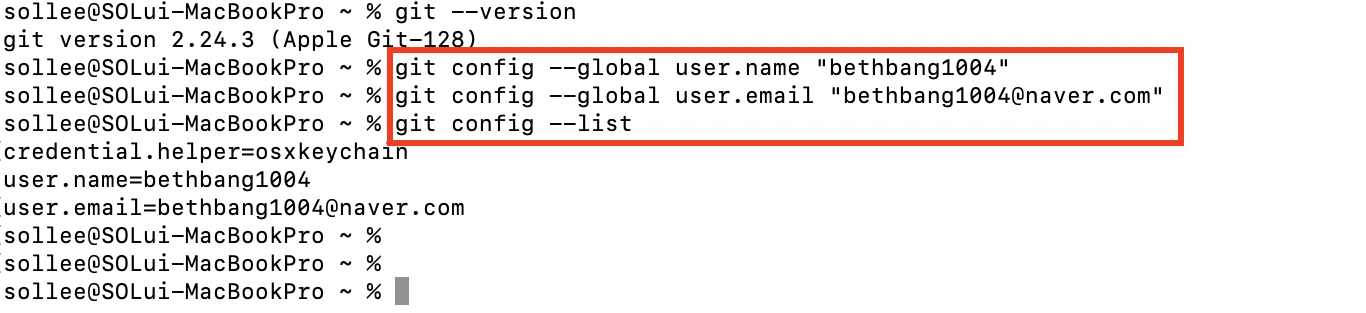 sollee@SOLui-MacBookPro ~ % git --version
git version 2.24.3 (Apple Git-128)
sollee@SOLui-MacBookPro ~ % git config --global user.name "bethbang1004"
sollee@SOLui-MacBookPro ~ % git config --global user.email "bethbang1004@naver.com"
sollee@SOLui-MacBookPro ~ % git config --list
credential.helper=osxkeychain
user.name=bethbang1004
user.email=bethbang1004@naver.com
sollee@SOLui-MacBookPro ~ %
sollee@SOLui-MacBookPro ~ %
sollee@SOLui-MacBookPro ~ %